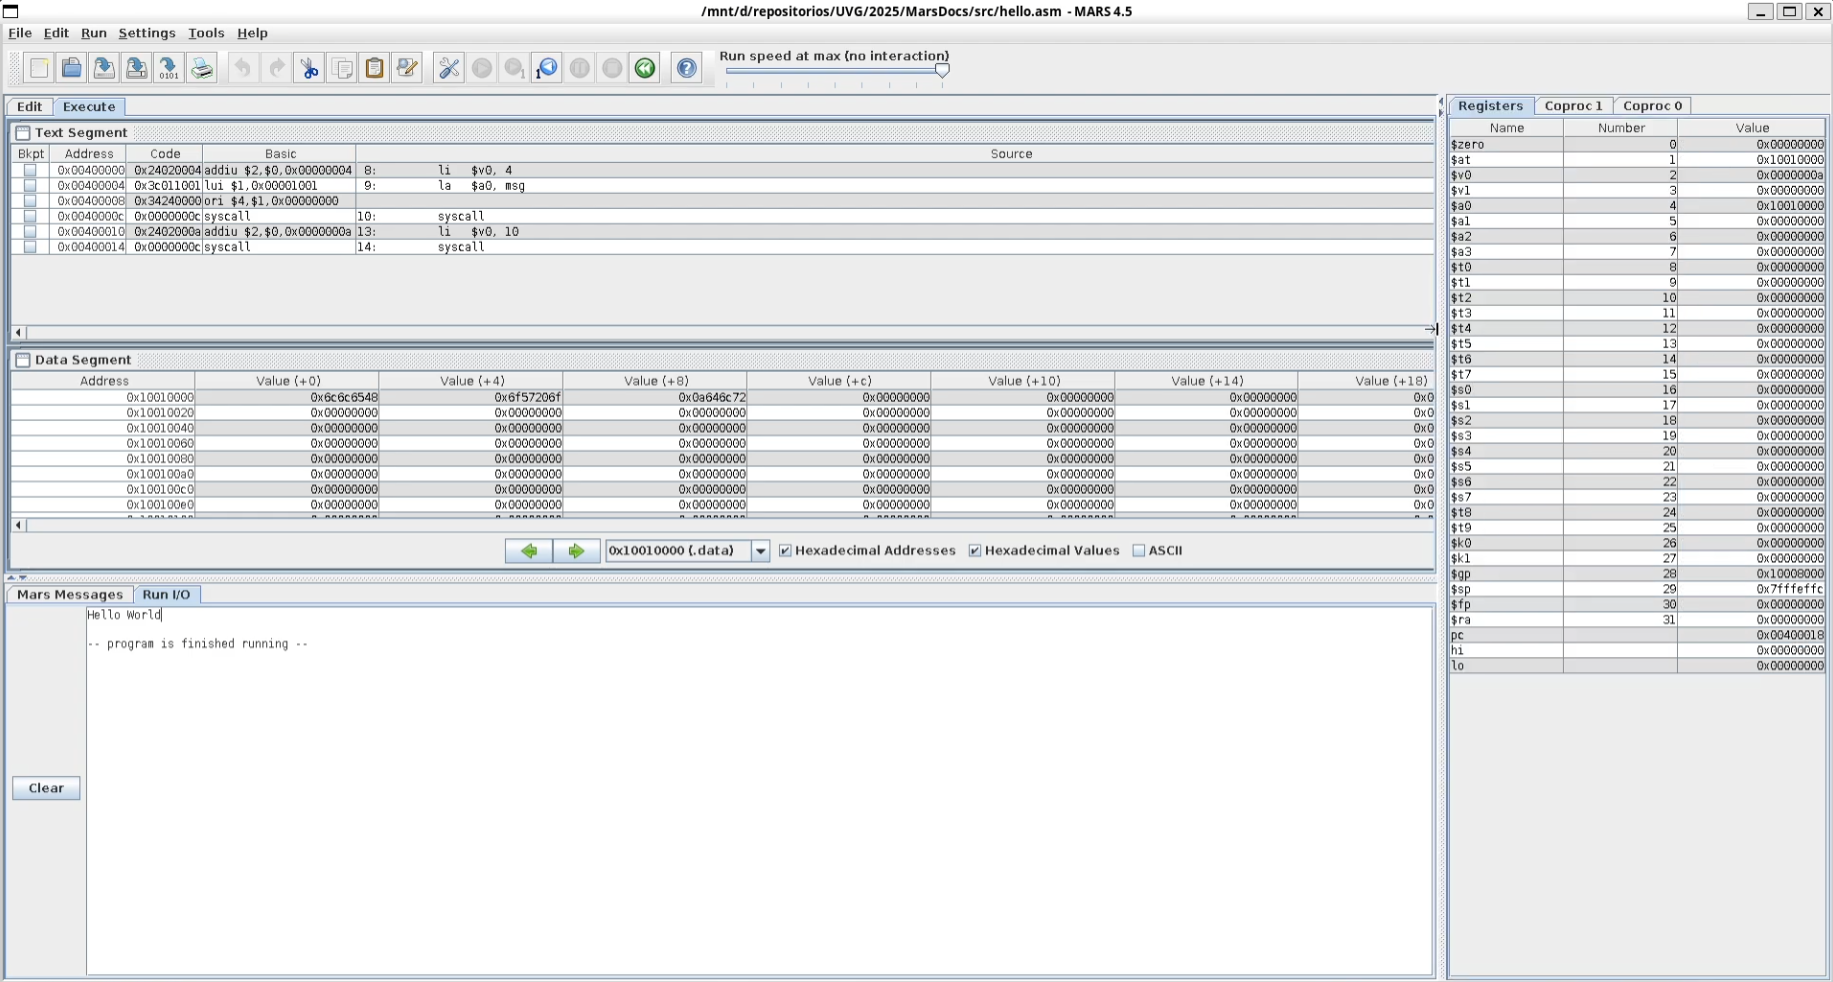 /mnt/d/repositorios/UVG/2025/MarsDocs/src/hello.asm - MARS 4.5
File Edit Run Settings Tools Help
Run speed at max (no interaction)
Edit Execute
Text Segment
Bkpt Address Code Basic Source
0x00400000 0x24020004 addiu $2,$0,0x00000004 8: li $v0, 4
0x00400004 0x3c011001 lui $1,0x00001001 9: la $a0, msg
0x00400008 0x34240000 ori $4,$1,0x00000000
0x0040000c 0x0000000c syscall 10: syscall
0x00400010 0x2402000a addiu $2,$0,0x0000000a 13: li $v0, 10
0x00400014 0x0000000c syscall 14: syscall
Data Segment
Address Value (+0) Value (+4) Value (+8) Value (+c) Value (+10) Value (+14) Value (+18)
0x10010000 0x6c6c6548 0x6f57206f 0x0a646c72 0x00000000 0x00000000 0x00000000 0x0
0x10010020 0x00000000 0x00000000 0x00000000 0x00000000 0x00000000 0x00000000 0x0
0x10010040 0x00000000 0x00000000 0x00000000 0x00000000 0x00000000 0x00000000 0x0
0x10010060 0x00000000 0x00000000 0x00000000 0x00000000 0x00000000 0x00000000 0x0
0x10010080 0x00000000 0x00000000 0x00000000 0x00000000 0x00000000 0x00000000 0x0
0x100100a0 0x00000000 0x00000000 0x00000000 0x00000000 0x00000000 0x00000000 0x0
0x100100c0 0x00000000 0x00000000 0x00000000 0x00000000 0x00000000 0x00000000 0x0
0x100100e0 0x00000000 0x00000000 0x00000000 0x00000000 0x00000000 0x00000000 0x0
0x10010000 (.data) Hexadecimal Addresses Hexadecimal Values ASCII
Mars Messages Run I/O
Hello World
-- program is finished running --
Clear
Registers Coproc 1 Coproc 0
Name Number Value
$zero 0 0x00000000
$at 1 0x10010000
$v0 2 0x0000000a
$v1 3 0x00000000
$a0 4 0x10010000
$a1 5 0x00000000
$a2 6 0x00000000
$a3 7 0x00000000
$t0 8 0x00000000
$t1 9 0x00000000
$t2 10 0x00000000
$t3 11 0x00000000
$t4 12 0x00000000
$t5 13 0x00000000
$t6 14 0x00000000
$t7 15 0x00000000
$s0 16 0x00000000
$s1 17 0x00000000
$s2 18 0x00000000
$s3 19 0x00000000
$s4 20 0x00000000
$s5 21 0x00000000
$s6 22 0x00000000
$s7 23 0x00000000
$t8 24 0x00000000
$t9 25 0x00000000
$k0 26 0x00000000
$k1 27 0x00000000
$gp 28 0x10008000
$sp 29 0x7fffeffc
$fp 30 0x00000000
$ra 31 0x00000000
pc 0x00400018
hi 0x00000000
lo 0x00000000